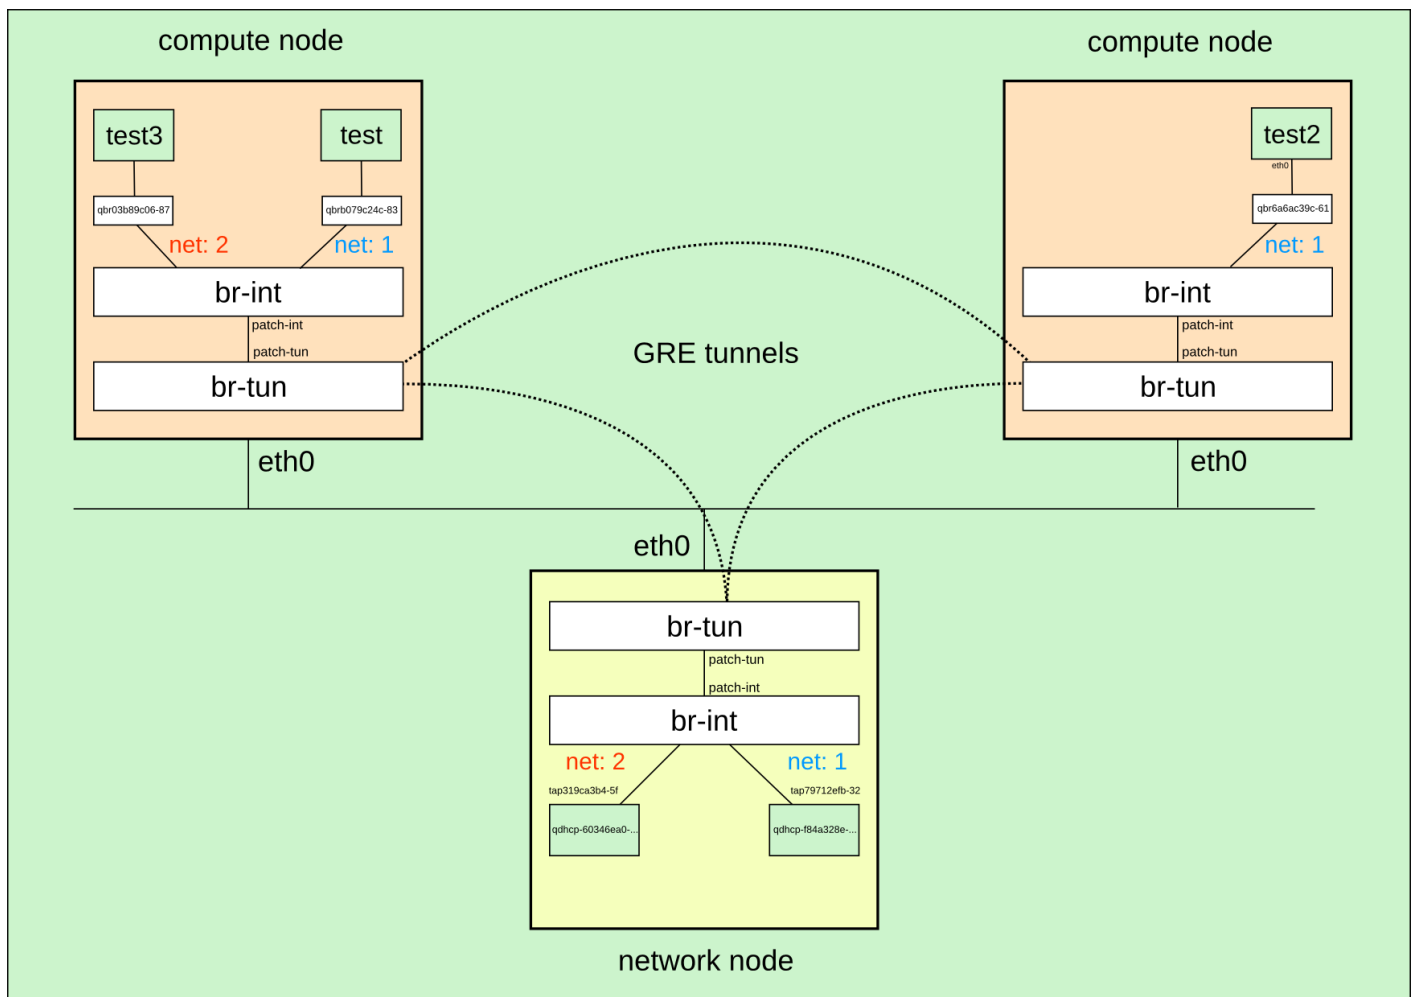 compute node
compute node
test3
test
test2
eth0
qbr03b89c06-87
qbrb079c24c-83
qbr6a6ac39c-61
net: 2
net: 1
net: 1
br-int
br-int
patch-int
patch-int
GRE tunnels
patch-tun
patch-tun
br-tun
br-tun
eth0
eth0
eth0
br-tun
patch-tun
patch-int
br-int
net: 2
net: 1
tap319ca3b4-5f
tap79712efb-32
qdhcp-60346ea0-...
qdhcp-f84a328e-...
network node